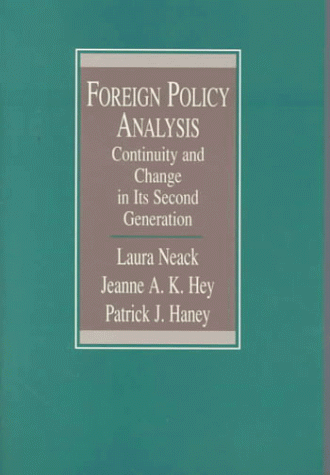 FOREIGN POLICY
ANALYSIS
Continuity and
Change
in Its Second
Generation
Laura Neack
Jeanne A. K. Hey
Patrick J. Haney